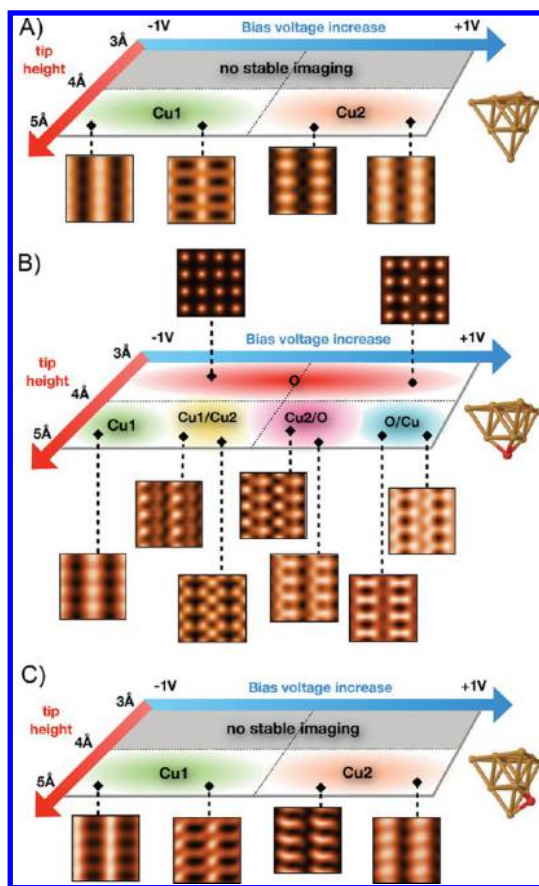 A)
-1V Bias voltage increase +1V
tip
height
3Å
4Å
5Å
no stable imaging
Cu1 Cu2
B)
-1V Bias voltage increase +1V
tip
height
3Å
4Å
5Å
O
Cu1 Cu1/Cu2 Cu2/O O/Cu
C)
-1V Bias voltage increase +1V
tip
height
3Å
4Å
5Å
no stable imaging
Cu1 Cu2